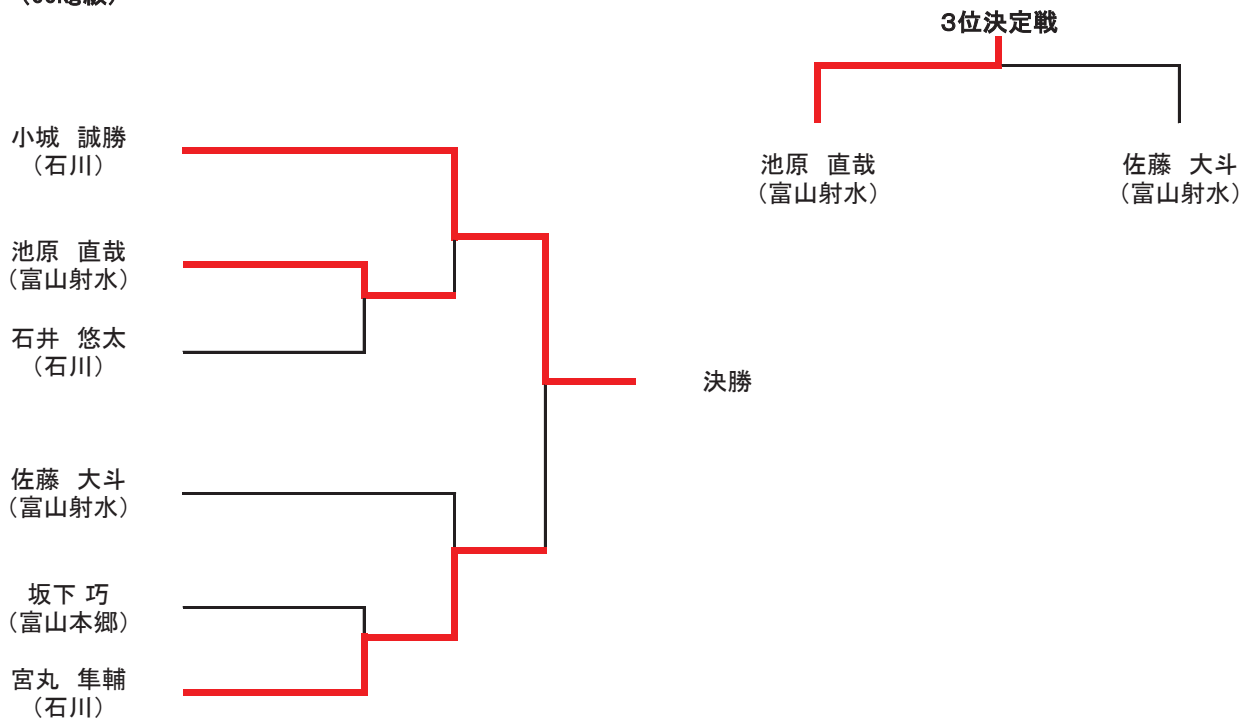 3位決定戦
小城 誠勝
（石川）
池原 直哉
（富山射水）
石井 悠太
（石川）
佐藤 大斗
（富山射水）
坂下 巧
（富山本郷）
宮丸 隼輔
（石川）
決勝
池原 直哉
（富山射水）
佐藤 大斗
（富山射水）